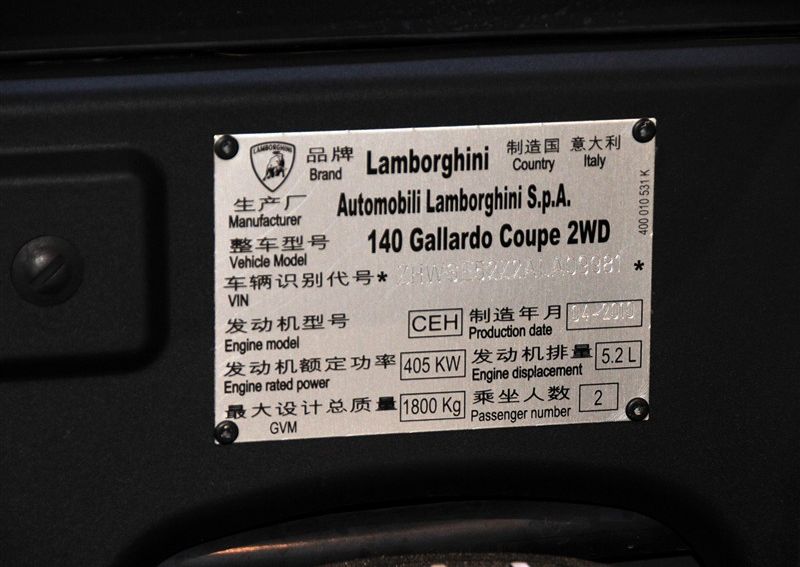 LAMBORGHINI
品牌 Lamborghini 制造国 意大利
Brand Country Italy
生产厂 Automobili Lamborghini S.p.A.
Manufacturer
整车型号 140 Gallardo Coupe 2WD
Vehicle Model
车辆识别代号* *
VIN
发动机型号 CEH 制造年月 04-2010
Engine model Production date
发动机额定功率 405 KW 发动机排量 5.2 L
Engine rated power Engine displacement
最大设计总质量 1800 Kg 乘坐人数 2
GVM Passenger number
400 010 531 K